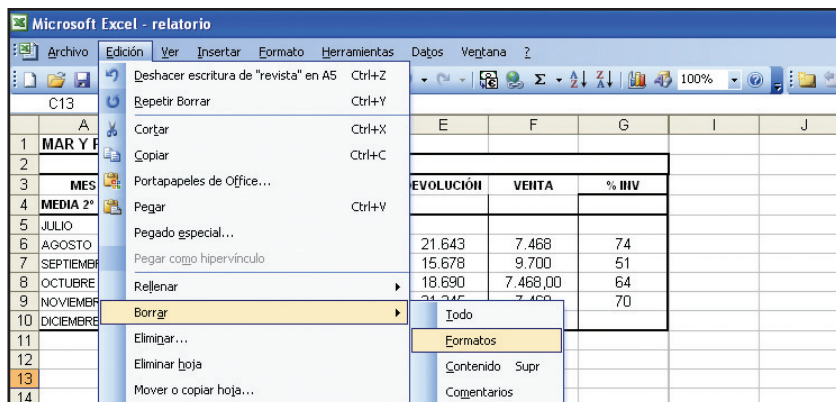 Microsoft Excel - relatorio
Archivo Edición Ver Insertar Formato Herramientas Datos Ventana ?
Deshacer escritura de "revista" en A5 Ctrl+Z
100%
C13
Repetir Borrar Ctrl+Y
A E F G I J
Cortar Ctrl+X
1 MAR Y
Copiar Ctrl+C
2
3 MES Portapapeles de Office... EVOLUCIÓN VENTA % INV
4 MEDIA 2º Pegar Ctrl+V
5 JULIO Pegado especial...
6 AGOSTO 21.643 7.468 74
Pegar como hipervínculo
7 SEPTIEMBR 15.678 9.700 51
8 OCTUBRE Rellenar 18.690 7.468,00 64
9 NOVIEMBR 70
Borrar Todo
10 DICIEMBRE
11 Eliminar... Formatos
12 Eliminar hoja Contenido Supr
13
14 Mover o copiar hoja... Comentarios